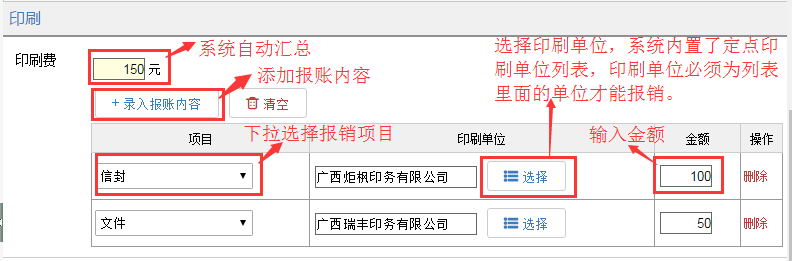 印刷
选择印刷单位，系统内置了定点印
刷单位列表，印刷单位必须为列表
里面的单位才能报销。
系统自动汇总
印刷费
150 元
添加报账内容
+ 录入报账内容 清空
下拉选择报销项目
输入金额
项目 印刷单位 金额 操作
信封 广西炬枫印务有限公司 选择 100 删除
文件 广西瑞丰印务有限公司 选择 50 删除